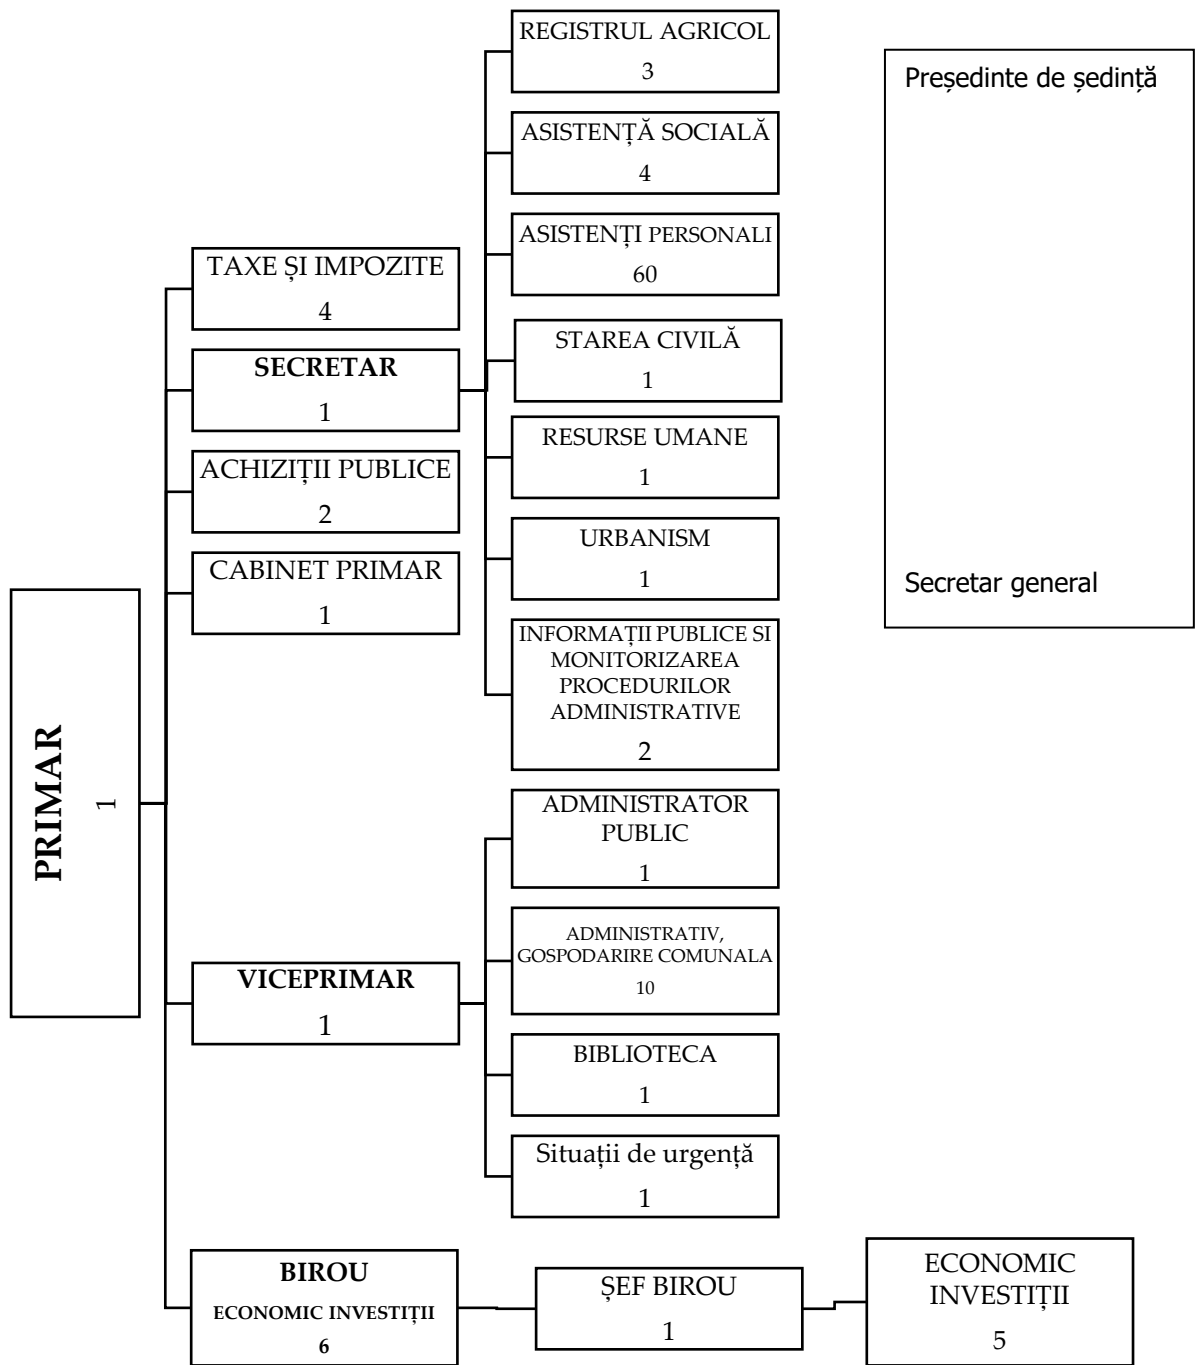 PRIMAR
1
TAXE ȘI IMPOZITE
4
SECRETAR
1
ACHIZIȚII PUBLICE
2
CABINET PRIMAR
1
VICEPRIMAR
1
BIROU
ECONOMIC INVESTIȚII
6
REGISTRUL AGRICOL
3
ASISTENȚĂ SOCIALĂ
4
ASISTENȚI PERSONALI
60
STAREA CIVILĂ
1
RESURSE UMANE
1
URBANISM
1
INFORMAȚII PUBLICE SI
MONITORIZAREA
PROCEDURILOR
ADMINISTRATIVE
2
ADMINISTRATOR
PUBLIC
1
ADMINISTRATIV,
GOSPODARIRE COMUNALA
10
BIBLIOTECA
1
Situații de urgență
1
ȘEF BIROU
1
ECONOMIC
INVESTIȚII
5
Președinte de ședință
Secretar general